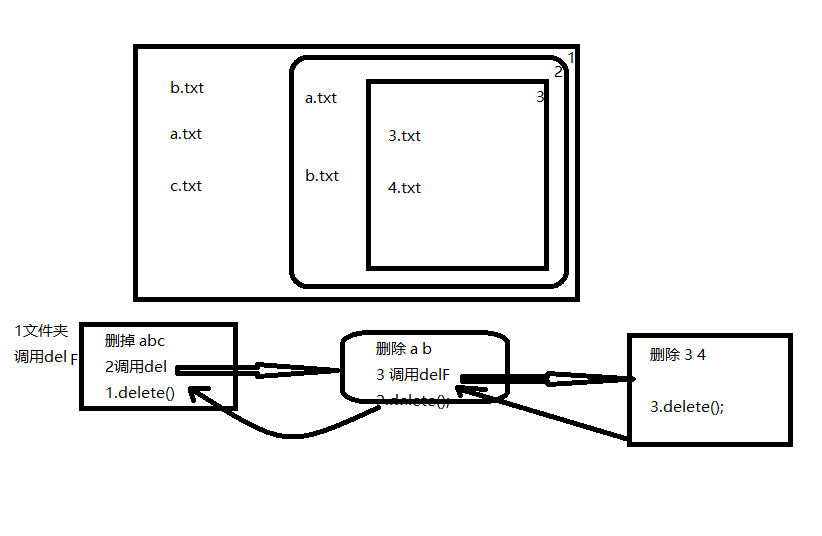 1
2
3
b.txt
a.txt
c.txt
a.txt
b.txt
3.txt
4.txt
1文件夹
调用del F
删掉 abc
2调用del
1.delete()
删除 a b
3 调用delF
2.delete();
删除 3 4
3.delete();